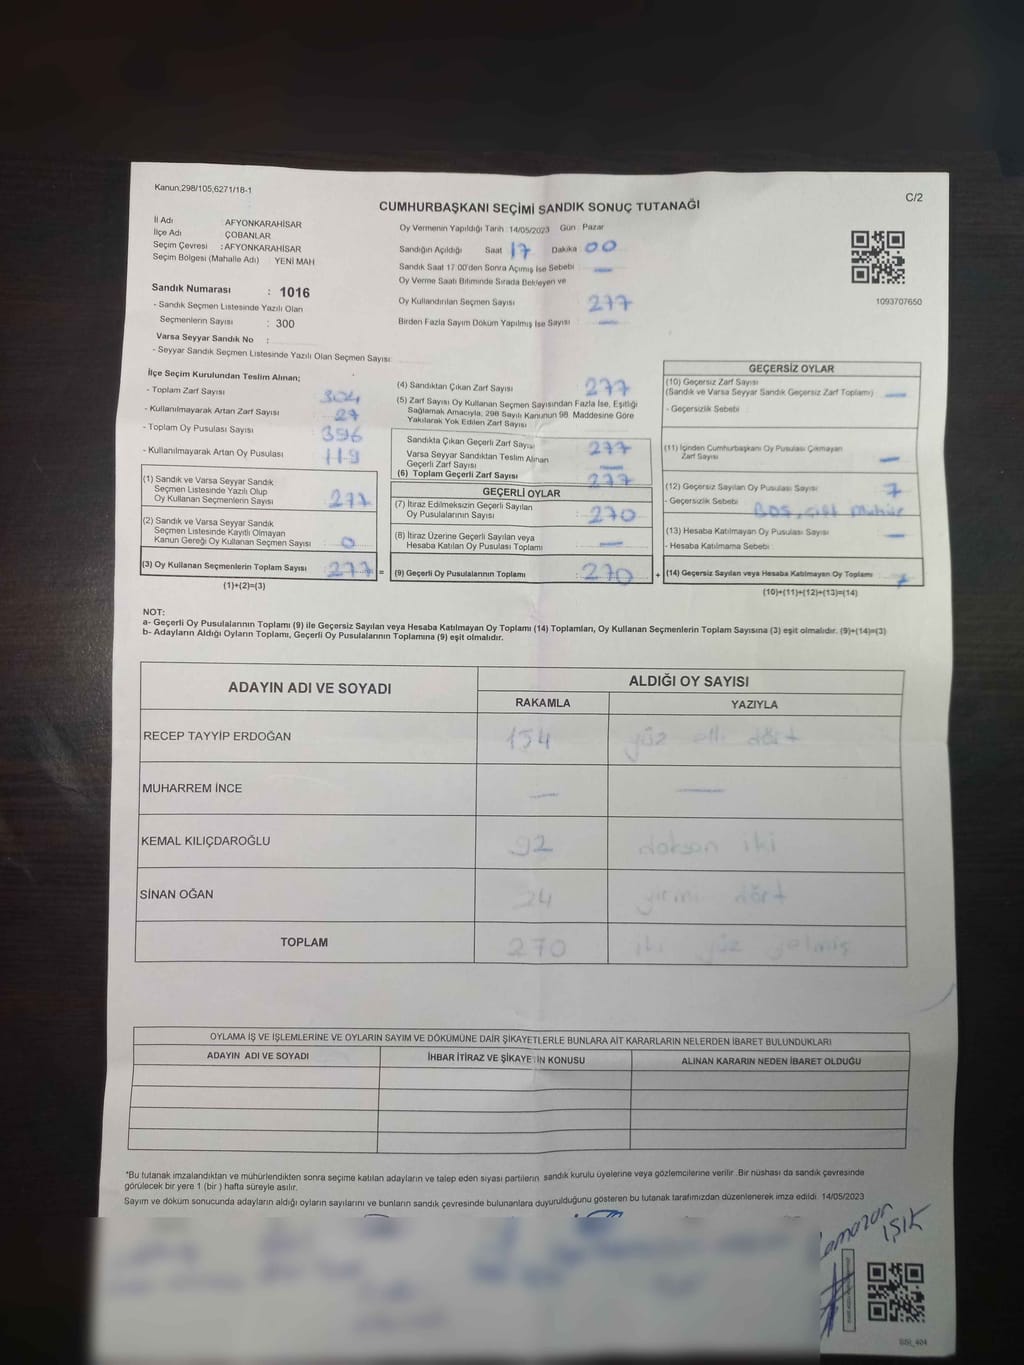 Kanun,298/105,6271/18-1
C/2
CUMHURBAŞKANI SEÇİMİ SANDIK SONUÇ TUTANAĞI
İl Adı AFYONKARAHİSAR
İlçe Adı ÇOBANLAR
Seçim Çevresi : AFYONKARAHİSAR
Seçim Bölgesi (Mahalle Adı) YENİ MAH
Sandık Numarası : 1016
- Sandık Seçmen Listesinde Yazılı Olan
Seçmenlerin Sayısı : 300
Varsa Seyyar Sandık No :
- Seyyar Sandık Seçmen Listesinde Yazılı Olan Seçmen Sayısı
Oy Vermenin Yapıldığı Tarih 14/05/2023 Gün Pazar
Sandığın Açıldığı Saat 17 Dakika 00
Sandık Saat 17.00'den Sonra Açılmış İse Sebebi —
Oy Verme Saati Bitiminde Sırada Bekleyen ve
Oy Kullandırılan Seçmen Sayısı 277
Birden Fazla Sayım Döküm Yapılmış İse Sayısı —
1093707650
İlçe Seçim Kurulundan Teslim Alınan;
- Toplam Zarf Sayısı 304
- Kullanılmayarak Artan Zarf Sayısı 27
- Toplam Oy Pusulası Sayısı 396
- Kullanılmayarak Artan Oy Pusulası 119
(1) Sandık ve Varsa Seyyar Sandık
Seçmen Listesinde Yazılı Olup
Oy Kullanan Seçmenlerin Sayısı 277
(2) Sandık ve Varsa Seyyar Sandık
Seçmen Listesinde Kayıtlı Olmayan
Kanun Gereği Oy Kullanan Seçmen Sayısı 0
(3) Oy Kullanan Seçmenlerin Toplam Sayısı 277 =
(1)+(2)=(3)
(4) Sandıktan Çıkan Zarf Sayısı 277
(5) Zarf Sayısı Oy Kullanan Seçmen Sayısından Fazla İse, Eşitliği
Sağlamak Amacıyla, 298 Sayılı Kanunun 98. Maddesine Göre
Yakılarak Yok Edilen Zarf Sayısı
Sandıkta Çıkan Geçerli Zarf Sayısı 277
Varsa Seyyar Sandıktan Teslim Alınan
Geçerli Zarf Sayısı —
(6) Toplam Geçerli Zarf Sayısı 277
GEÇERLİ OYLAR
(7) İtiraz Edilmeksizin Geçerli Sayılan
Oy Pusulalarının Sayısı 270
(8) İtiraz Üzerine Geçerli Sayılan veya
Hesaba Katılan Oy Pusulası Toplamı —
(9) Geçerli Oy Pusulalarının Toplamı 270 +
GEÇERSİZ OYLAR
(10) Geçersiz Zarf Sayısı
(Sandık ve Varsa Seyyar Sandık Geçersiz Zarf Toplamı) —
- Geçersizlik Sebebi
(11) İçinden Cumhurbaşkanı Oy Pusulası Çıkmayan
Zarf Sayısı —
(12) Geçersiz Sayılan Oy Pusulası Sayısı 7
- Geçersizlik Sebebi Boş, çift mühür
(13) Hesaba Katılmayan Oy Pusulası Sayısı —
- Hesaba Katılmama Sebebi
(14) Geçersiz Sayılan veya Hesaba Katılmayan Oy Toplamı 7
(10)+(11)+(12)+(13)=(14)
NOT:
a- Geçerli Oy Pusulalarının Toplamı (9) ile Geçersiz Sayılan veya Hesaba Katılmayan Oy Toplamı (14) Toplamları, Oy Kullanan Seçmenlerin Toplam Sayısına (3) eşit olmalıdır. (9)+(14)=(3)
b- Adayların Aldığı Oyların Toplamı, Geçerli Oy Pusulalarının Toplamına (9) eşit olmalıdır.
ADAYIN ADI VE SOYADI ALDIĞI OY SAYISI
RAKAMLA YAZIYLA
RECEP TAYYİP ERDOĞAN 154 yüz elli dört
MUHARREM İNCE — —
KEMAL KILIÇDAROĞLU 92 doksan iki
SİNAN OĞAN 24 yirmi dört
TOPLAM 270 iki yüz yetmiş
OYLAMA İŞ VE İŞLEMLERİNE VE OYLARIN SAYIM VE DÖKÜMÜNE DAİR ŞİKAYETLERLE BUNLARA AİT KARARLARIN NELERDEN İBARET BULUNDUKLARI
ADAYIN ADI VE SOYADI İHBAR İTİRAZ VE ŞİKAYETİN KONUSU ALINAN KARARIN NEDEN İBARET OLDUĞU
*Bu tutanak imzalandıktan ve mühürlendikten sonra seçime katılan adayların ve talep eden siyasi partilerin sandık kurulu üyelerine veya gözlemcilerine verilir. Bir nüshası da sandık çevresinde
görülecek bir yere 1 (bir ) hafta süreyle asılır.
Sayım ve döküm sonucunda adayların aldığı oyların sayılarını ve bunların sandık çevresinde bulunanlara duyurulduğunu gösteren bu tutanak tarafımızdan düzenlenerek imza edildi. 14/05/2023
IŞIK